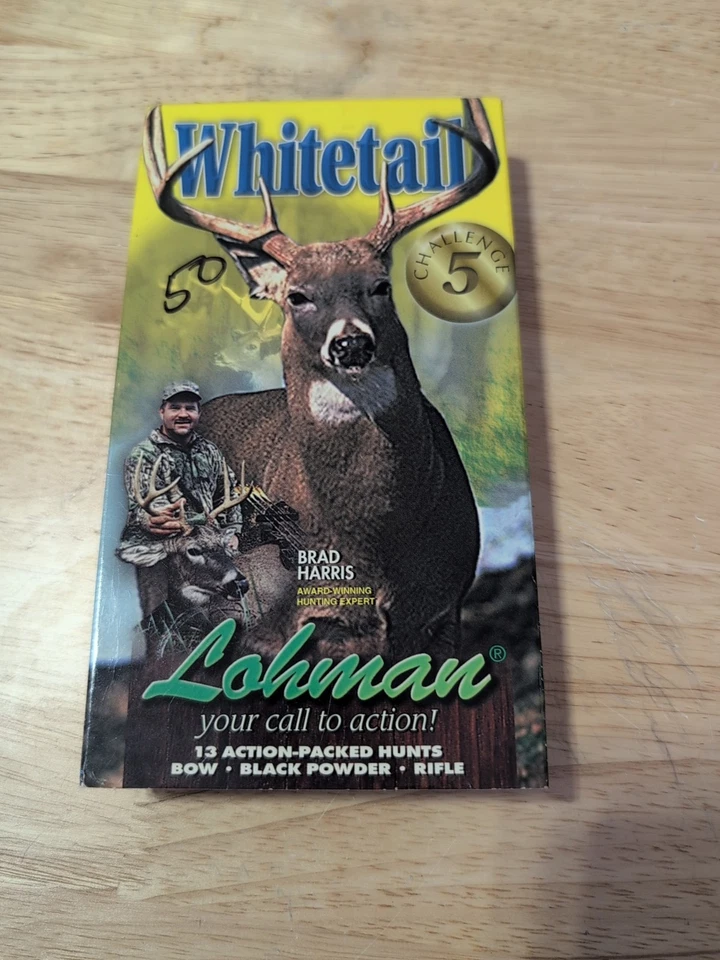 Whitetail
CHALLENGE
5
50
BRAD
HARRIS
AWARD-WINNING
HUNTING EXPERT
Lohman®
your call to action!
13 ACTION-PACKED HUNTS
BOW • BLACK POWDER • RIFLE